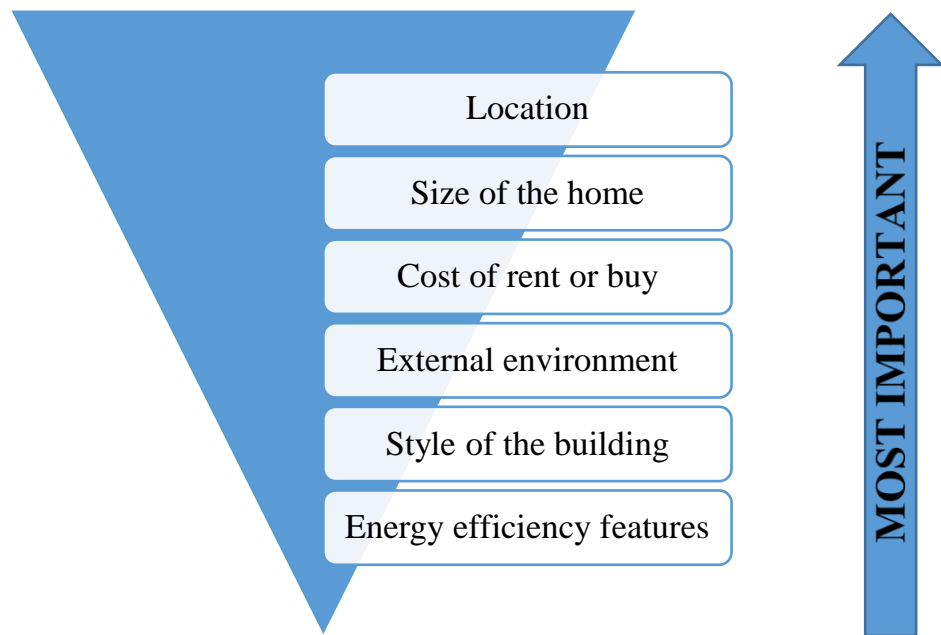 Location
Size of the home
Cost of rent or buy
External environment
Style of the building
Energy efficiency features
MOST IMPORTANT